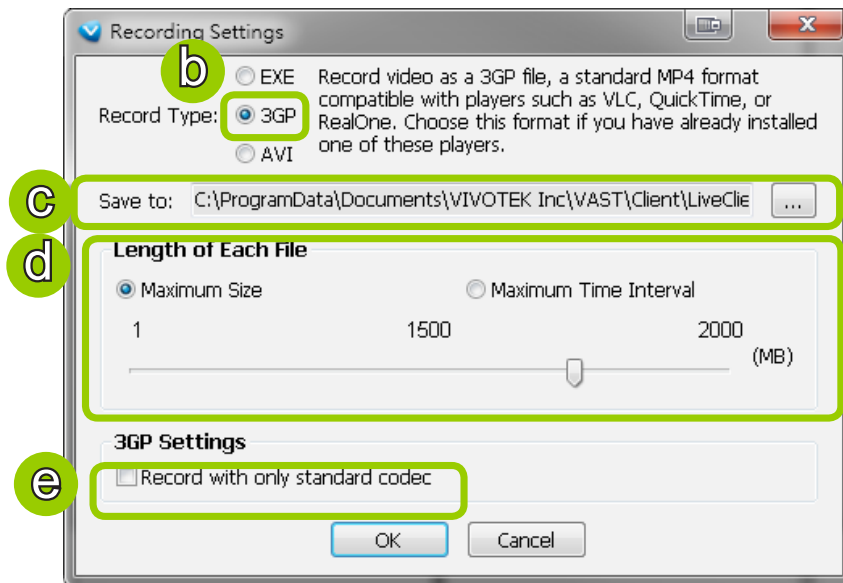 Recording Settings
b
EXE
Record Type:
3GP
AVI
Record video as a 3GP file, a standard MP4 format
compatible with players such as VLC, QuickTime, or
RealOne. Choose this format if you have already installed
one of these players.
c
Save to: C:\ProgramData\Documents\VIVOTEK Inc\VAST\Client\LiveClie ...
d
Length of Each File
Maximum Size Maximum Time Interval
1 1500 2000
(MB)
3GP Settings
e
Record with only standard codec
OK Cancel